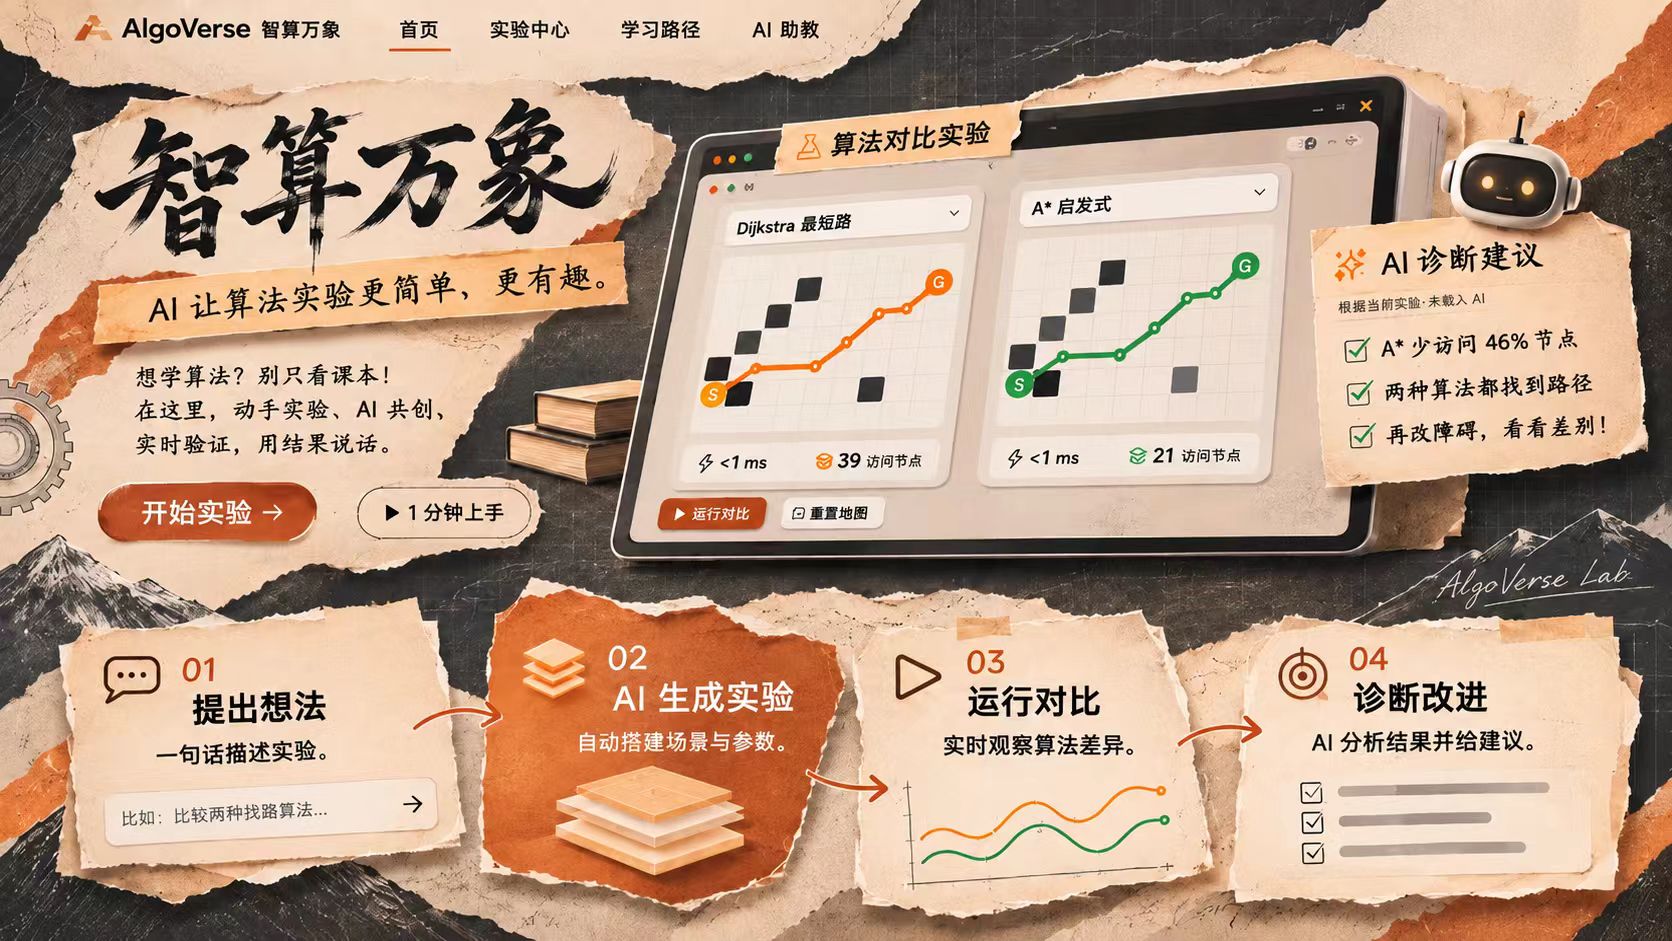 AlgoVerse 智算万象
首页
实验中心
学习路径
AI 助教
智算万象
AI 让算法实验更简单、更有趣。
想学算法？别只看课本！
在这里，动手实验、AI 共创、
实时验证，用结果说话。
开始实验 →
1 分钟上手
算法对比实验
Dijkstra 最短路
A* 启发式
S
G
S
G
<1 ms
39 访问节点
<1 ms
21 访问节点
运行对比
重置地图
AI 诊断建议
根据当前实验·未载入 AI
A* 少访问 46% 节点
两种算法都找到路径
再改障碍，看看差别！
AlgoVerse Lab
01
提出想法
一句话描述实验。
比如：比较两种找路算法...
02
AI 生成实验
自动搭建场景与参数。
03
运行对比
实时观察算法差异。
04
诊断改进
AI 分析结果并给建议。